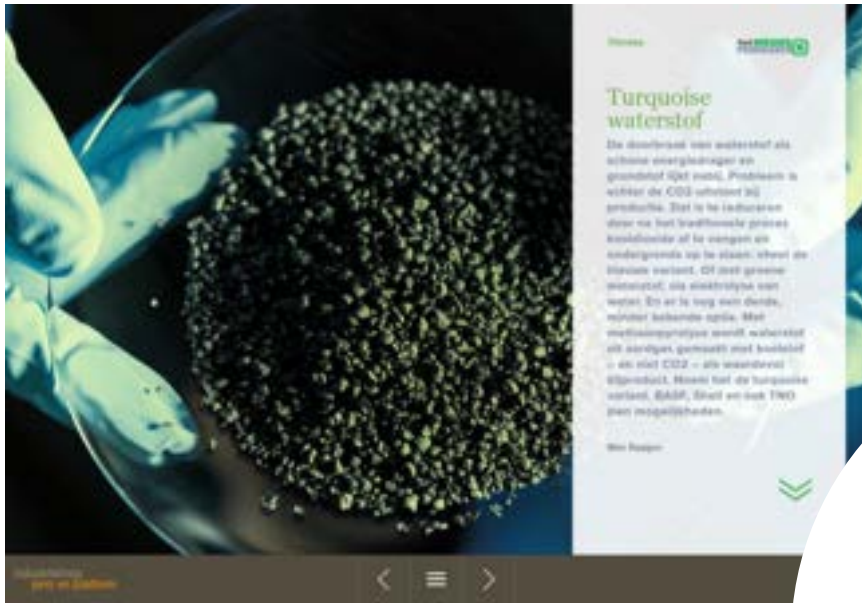 Turquoise
waterstof
De doorbraak van waterstof als
schone energiedrager en
grondstof lijkt nabij. Probleem is
echter de CO2-uitstoot bij
productie. Dat is te reduceren
door na het traditionele proces
kooldioxide af te vangen en
ondergronds op te slaan: ziheer de
blauwe variant. Of met groene
waterstof, via elektrolyse van
water. En er is nog een derde,
minder bekende optie. Met
methaanpyrolyse wordt waterstof
uit aardgas gemaakt met koolstof
– en niet CO2 – als waardevol
bijproduct. Noem het de turquoise
variant. BASF, Shell en ook TNO
zien mogelijkheden.